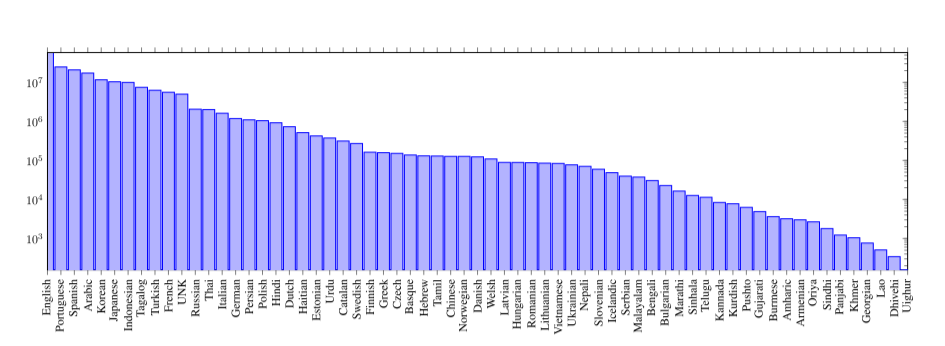 10^7
10^6
10^5
10^4
10^3
English
Portuguese
Spanish
Arabic
Korean
Japanese
Indonesian
Tagalog
Turkish
French
UNK
Russian
Thai
Italian
German
Persian
Polish
Hindi
Dutch
Haitian
Estonian
Urdu
Catalan
Swedish
Finnish
Greek
Czech
Basque
Hebrew
Tamil
Chinese
Norwegian
Danish
Welsh
Latvian
Hungarian
Romanian
Lithuanian
Vietnamese
Ukrainian
Nepali
Slovenian
Icelandic
Serbian
Malayalam
Bengali
Bulgarian
Marathi
Sinhala
Telugu
Kannada
Kurdish
Pushto
Gujarati
Burmese
Amharic
Armenian
Oriya
Sindhi
Panjabi
Khmer
Georgian
Lao
Dhivehi
Uighur